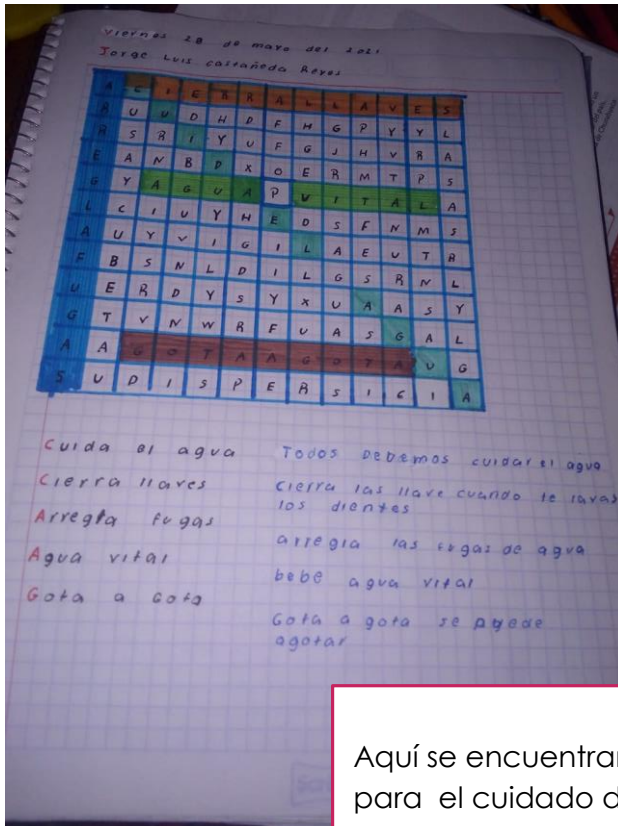 Viernes 28 de mayo del 2021
Jorge Luis castañeda Reyes
A C I E R R A L L A V E S
R U U D H D F H G P Y Y L
R S R I Y U F G J H V R A
E A N B D X O E R M T P S
G Y A G U A P V I T A L A
L C I U Y H E D S F N M S
A U Y V I G I L A E U T R
F B S N L D I L G S R N L
U E R D Y S Y X U A A S Y
G T V N W R F U A S G A L
A A G O T A A G O T A U G
S U D I S P E R S I G I A
Cuida el agua
Cierra llaves
Arregla fugas
Agua vital
Gota a Gota
Todos Debemos cuidar el agua
Cierra las llave cuando te lavas
los dientes
arregla las fugas de agua
bebe agua vital
Gota a gota se puede
agotar
Aquí se
para el cuidado